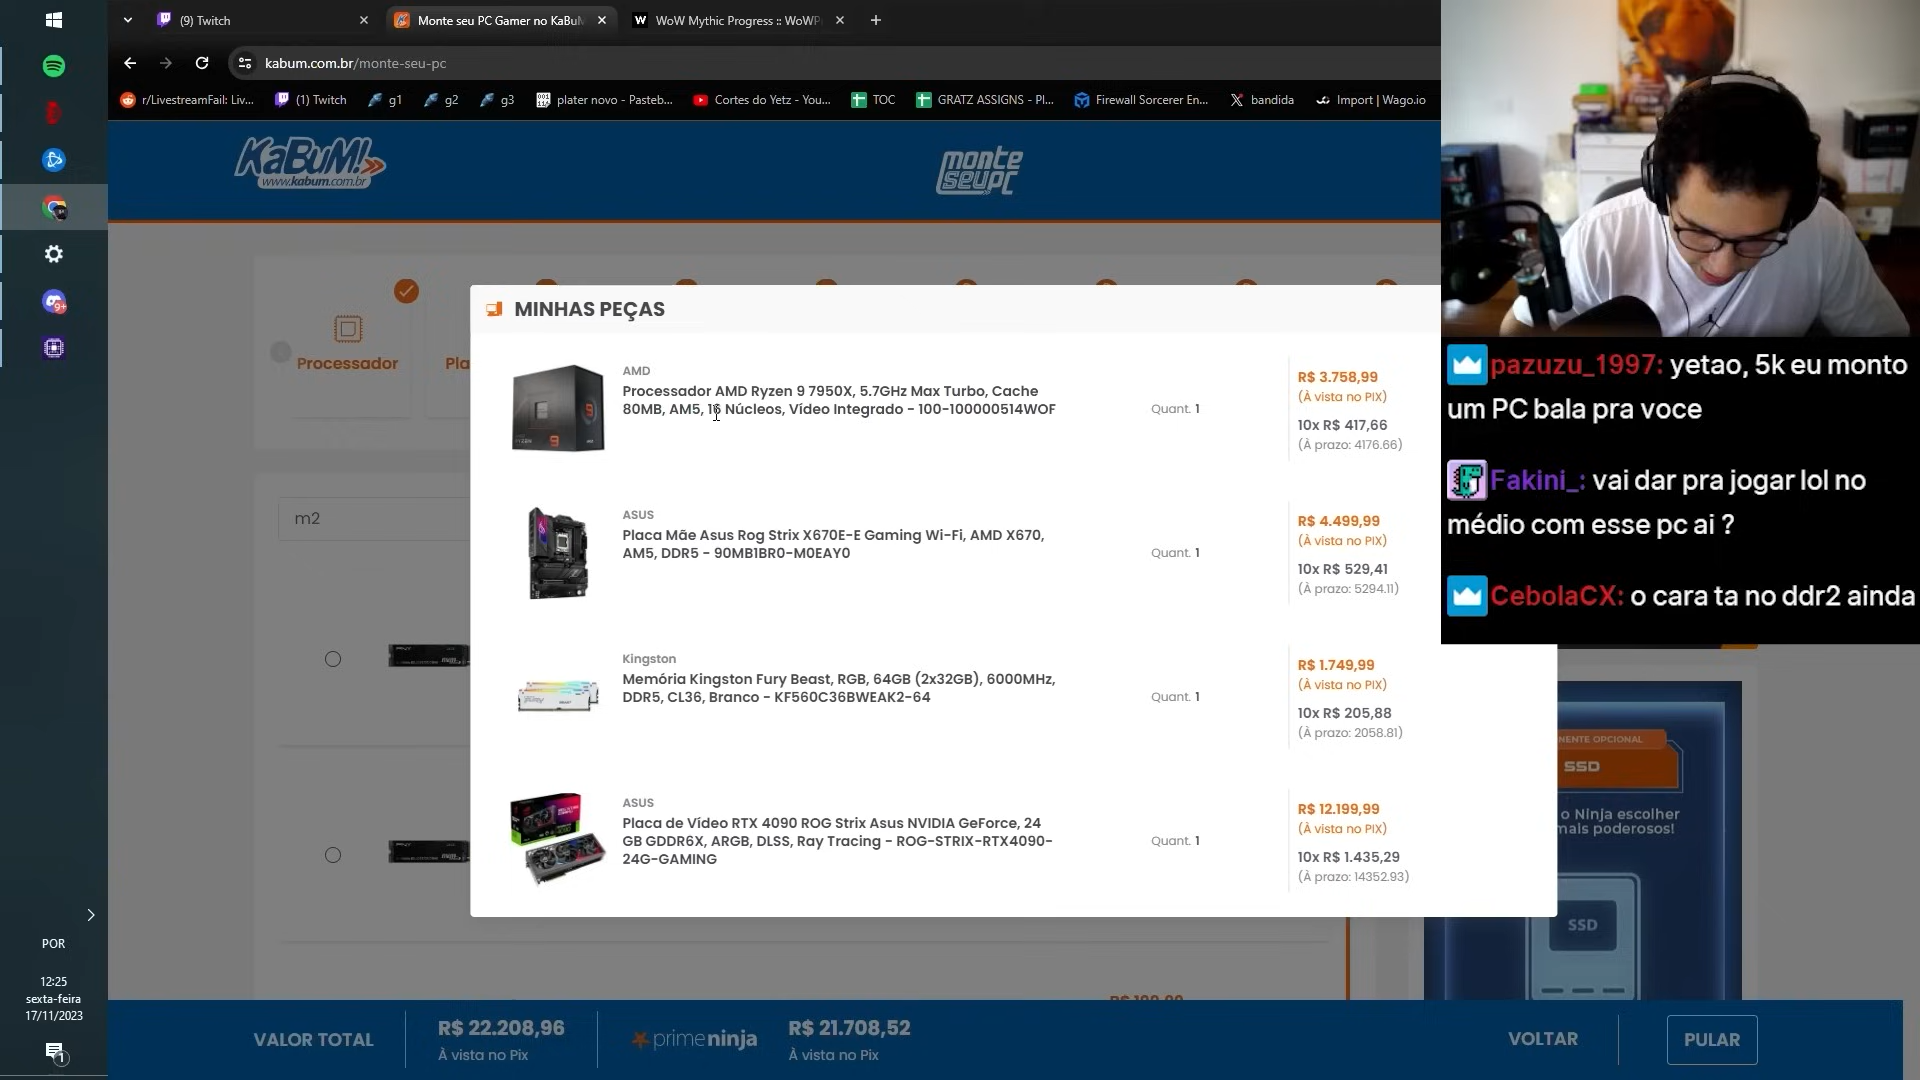 (9) Twitch
Monte seu PC Gamer no KaBuM
WoW Mythic Progress :: WoWP
kabum.com.br/monte-seu-pc
r/LivestreamFail: Liv...
(1) Twitch
g1
g2
g3
plater novo - Pasteb...
Cortes do Yetz - You...
TOC
GRATZ ASSIGNS - Pl...
Firewall Sorcerer En...
bandida
Import | Wago.io
KaBuM!
www.kabum.com.br
monte
seu pc
Processador
Pla
m2
MINHAS PEÇAS
AMD
Processador AMD Ryzen 9 7950X, 5.7GHz Max Turbo, Cache
80MB, AM5, 16 Núcleos, Vídeo Integrado - 100-100000514WOF
Quant. 1
R$ 3.758,99
(À vista no PIX)
10x R$ 417,66
(À prazo: 4176.66)
ASUS
Placa Mãe Asus Rog Strix X670E-E Gaming Wi-Fi, AMD X670,
AM5, DDR5 - 90MB1BR0-M0EAY0
Quant. 1
R$ 4.499,99
(À vista no PIX)
10x R$ 529,41
(À prazo: 5294.11)
Kingston
Memória Kingston Fury Beast, RGB, 64GB (2x32GB), 6000MHz,
DDR5, CL36, Branco - KF560C36BWEAK2-64
Quant. 1
R$ 1.749,99
(À vista no PIX)
10x R$ 205,88
(À prazo: 2058.81)
ASUS
Placa de Vídeo RTX 4090 ROG Strix Asus NVIDIA GeForce, 24
GB GDDR6X, ARGB, DLSS, Ray Tracing - ROG-STRIX-RTX4090-
24G-GAMING
Quant. 1
R$ 12.199,99
(À vista no PIX)
10x R$ 1.435,29
(À prazo: 14352.93)
pazuzu_1997: yetao, 5k eu monto
um PC bala pra voce
Fakini_: vai dar pra jogar lol no
médio com esse pc ai ?
CebolaCX: o cara ta no ddr2 ainda
NENTE OPCIONAL
SSD
o Ninja escolher
mais poderosos!
SSD
VALOR TOTAL
R$ 22.208,96
À vista no Pix
primeninja
R$ 21.708,52
À vista no Pix
VOLTAR
PULAR
9+
POR
12:25
sexta-feira
17/11/2023
1